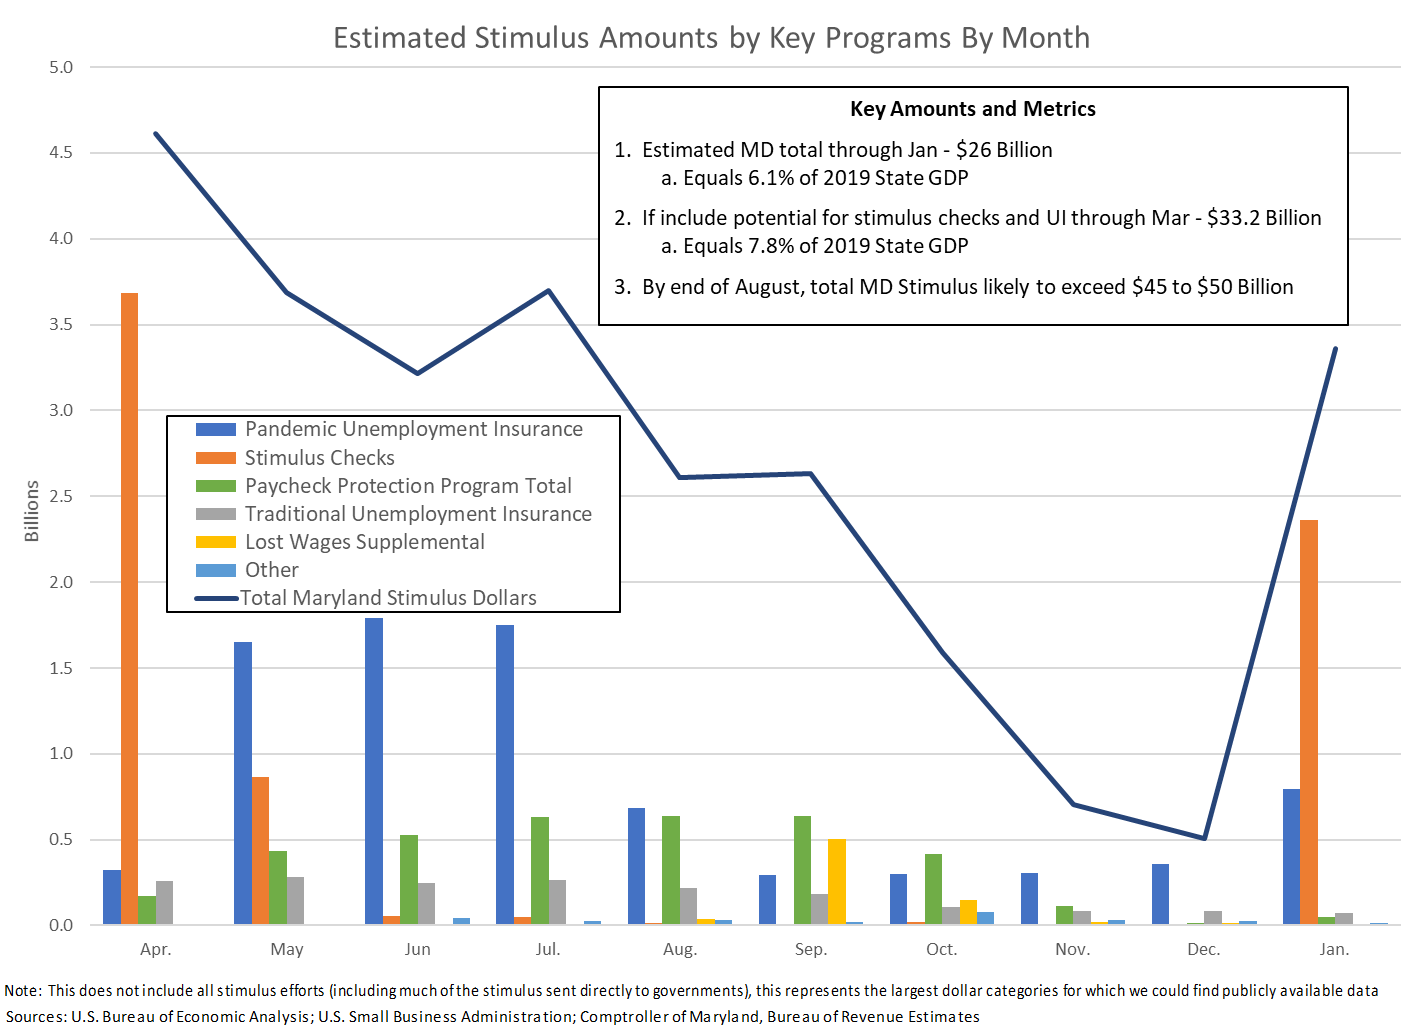 Estimated Stimulus Amounts by Key Programs By Month
5.0
4.5
4.0
3.5
3.0
2.5
2.0
1.5
1.0
0.5
0.0
Billions
Key Amounts and Metrics
1. Estimated MD total through Jan - $26 Billion
a. Equals 6.1% of 2019 State GDP
2. If include potential for stimulus checks and UI through Mar - $33.2 Billion
a. Equals 7.8% of 2019 State GDP
3. By end of August, total MD Stimulus likely to exceed $45 to $50 Billion
Pandemic Unemployment Insurance
Stimulus Checks
Paycheck Protection Program Total
Traditional Unemployment Insurance
Lost Wages Supplemental
Other
Total Maryland Stimulus Dollars
Apr. May Jun Jul. Aug. Sep. Oct. Nov. Dec. Jan.
Note: This does not include all stimulus efforts (including much of the stimulus sent directly to governments), this represents the largest dollar categories for which we could find publicly available data
Sources: U.S. Bureau of Economic Analysis; U.S. Small Business Administration; Comptroller of Maryland, Bureau of Revenue Estimates